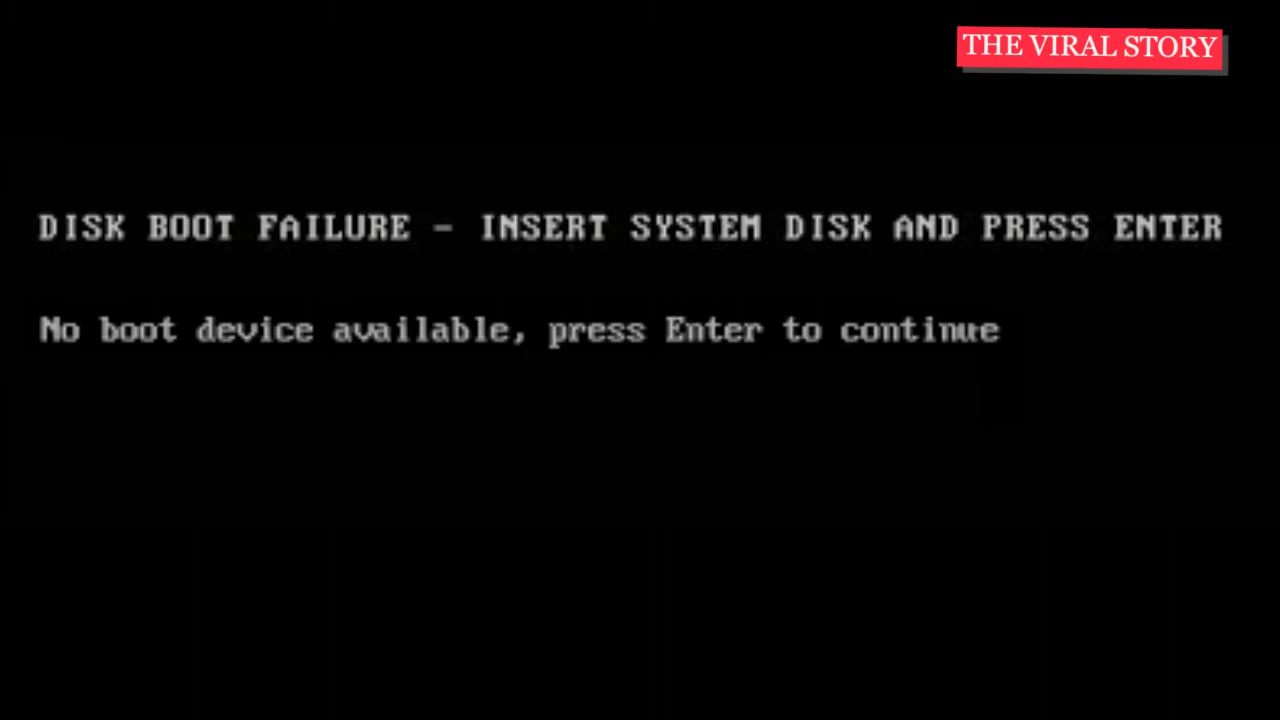 THE VIRAL STORY
DISK BOOT FAILURE - INSERT SYSTEM DISK AND PRESS ENTER
No boot device available, press Enter to continue